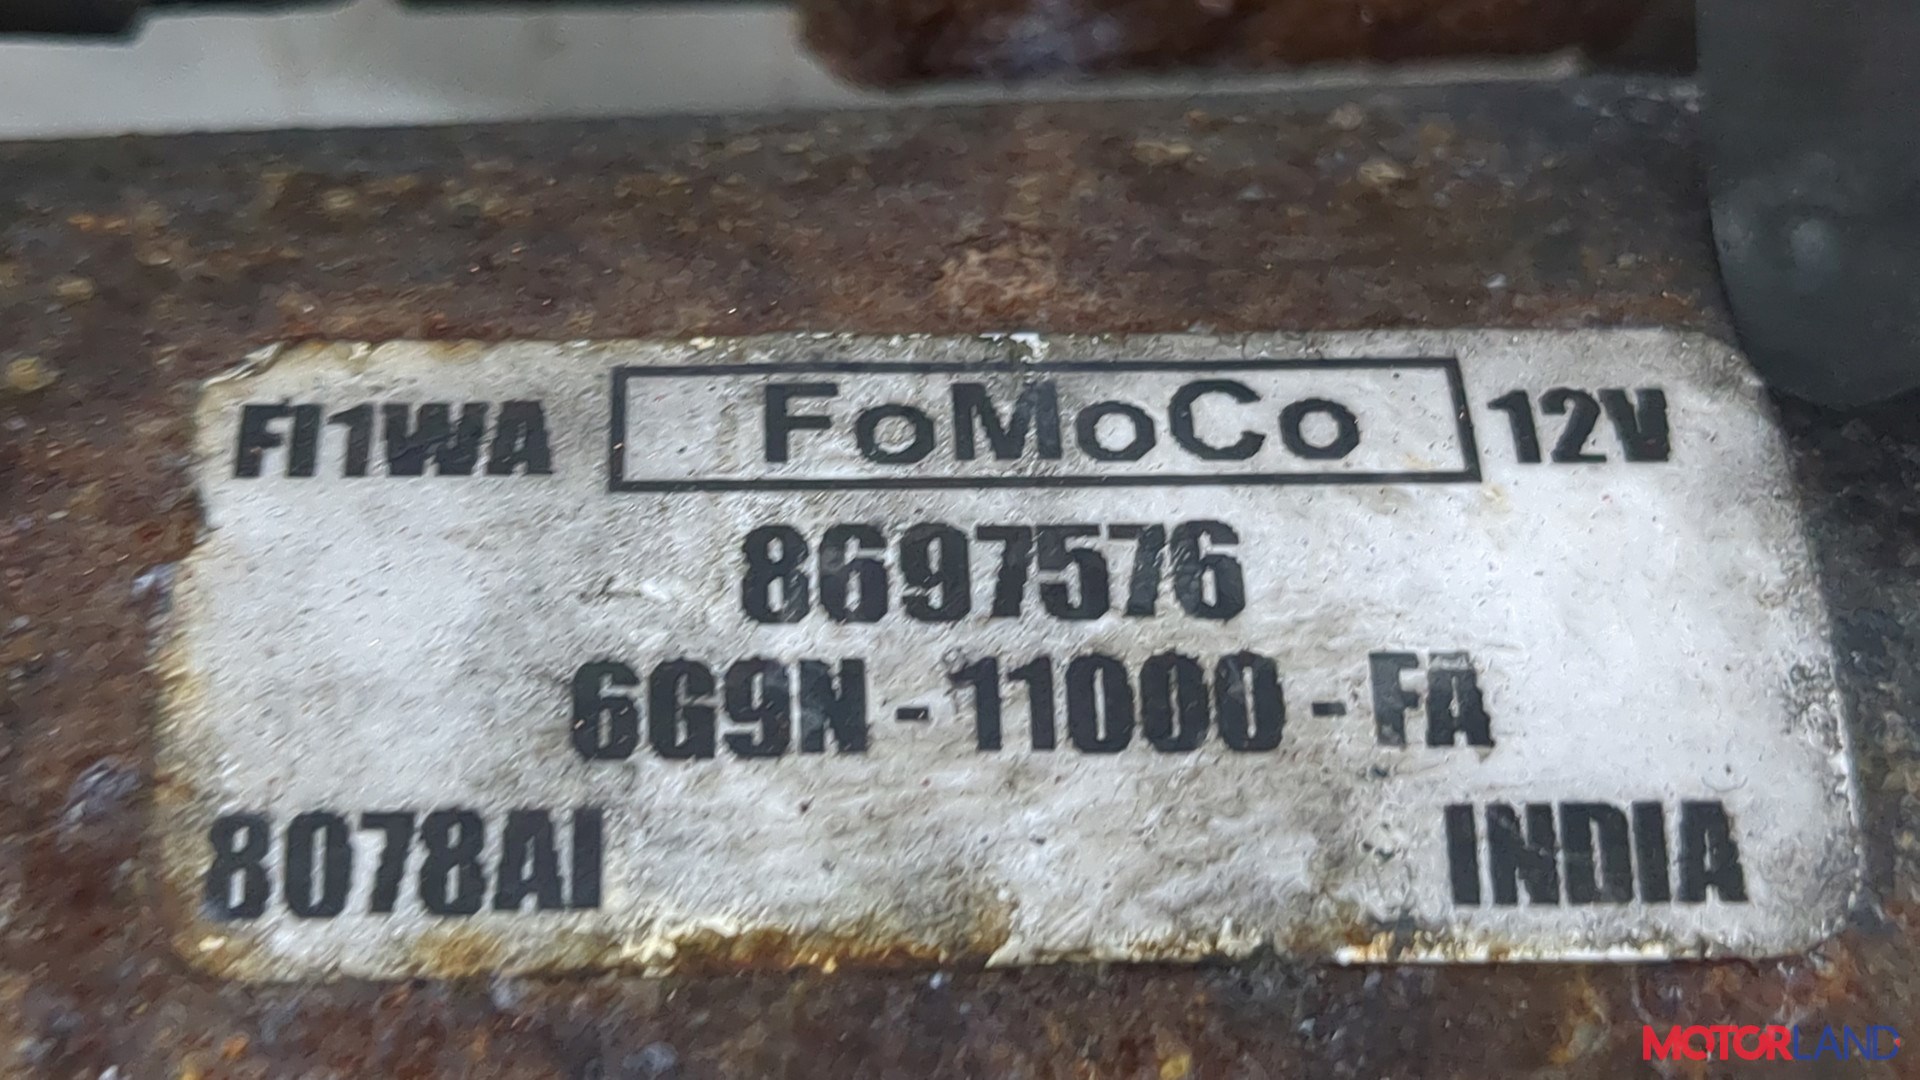 FI1WA FoMoCo 12V
8697576
6G9N - 11000 - FA
8078AI INDIA
MOTORLAND